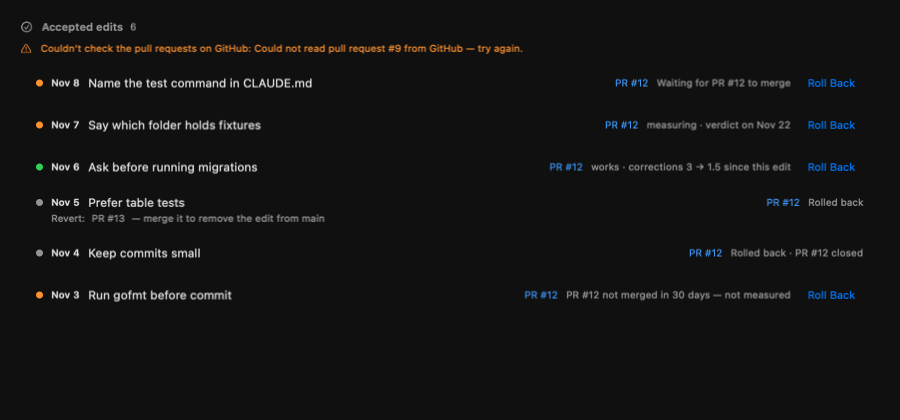 Accepted edits 6
Couldn't check the pull requests on GitHub: Could not read pull request #9 from GitHub — try again.
Nov 8 Name the test command in CLAUDE.md PR #12 Waiting for PR #12 to merge Roll Back
Nov 7 Say which folder holds fixtures PR #12 measuring · verdict on Nov 22 Roll Back
Nov 6 Ask before running migrations PR #12 works · corrections 3 → 1.5 since this edit Roll Back
Nov 5 Prefer table tests PR #12 Rolled back
Revert: PR #13 — merge it to remove the edit from main
Nov 4 Keep commits small PR #12 Rolled back · PR #12 closed
Nov 3 Run gofmt before commit PR #12 PR #12 not merged in 30 days — not measured Roll Back